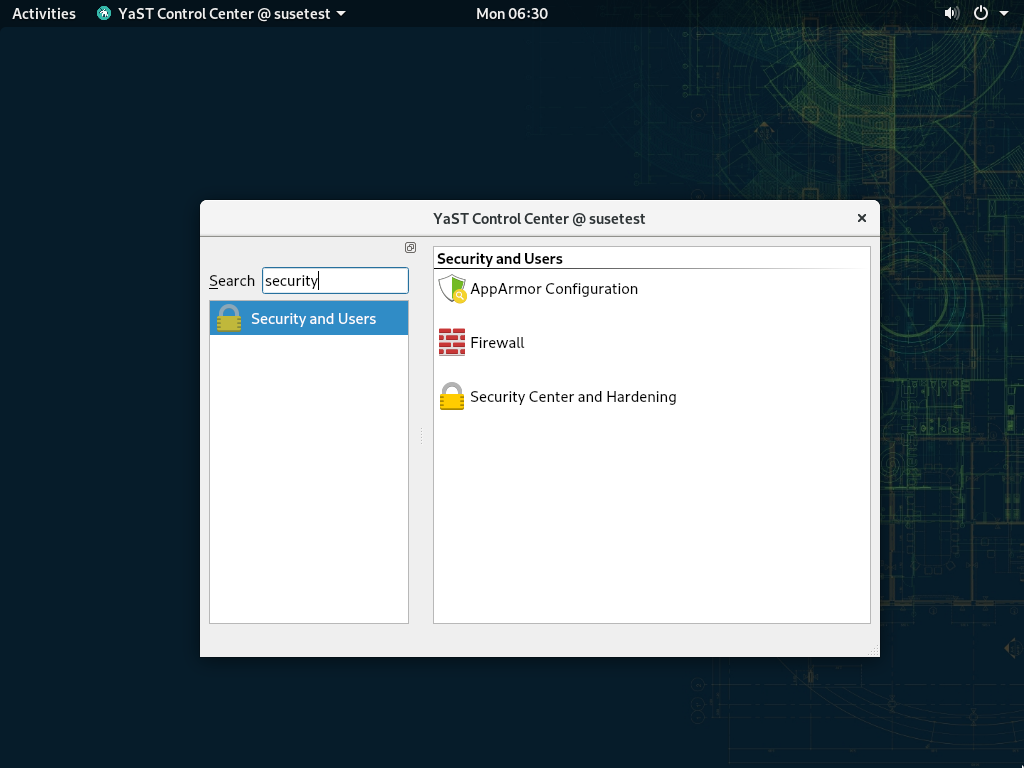 Activities YaST Control Center @ susetest Mon 06:30
YaST Control Center @ susetest
Search security
Security and Users
Security and Users
AppArmor Configuration
Firewall
Security Center and Hardening